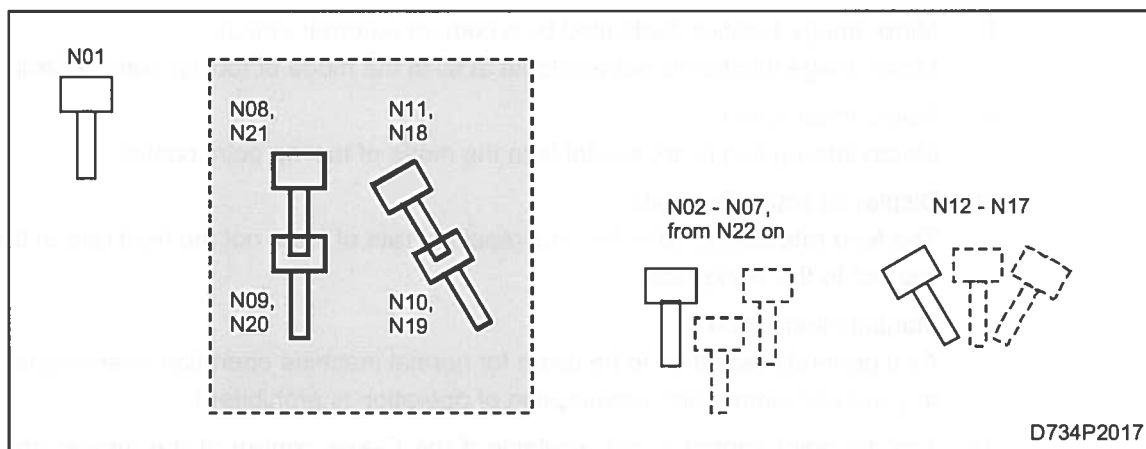 N01
N08,
N21
N11,
N18
N09,
N20
N10,
N19
N02 - N07,
from N22 on
N12 - N17
D734P2017